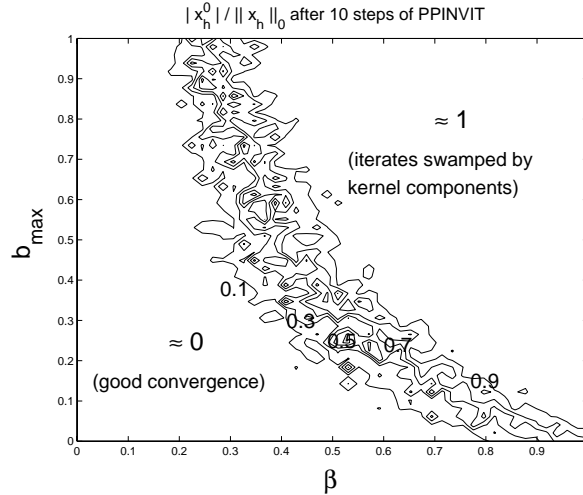 | x_h^0 | / || x_h ||_0 after 10 steps of PPINVIT
1
0.9
0.8
0.7
0.6
0.5
0.4
0.3
0.2
0.1
0
b_max
≈ 1
(iterates swamped by
kernel components)
0.1
0.3
0.5
0.7
0.9
≈ 0
(good convergence)
0 0.1 0.2 0.3 0.4 0.5 0.6 0.7 0.8 0.9
β